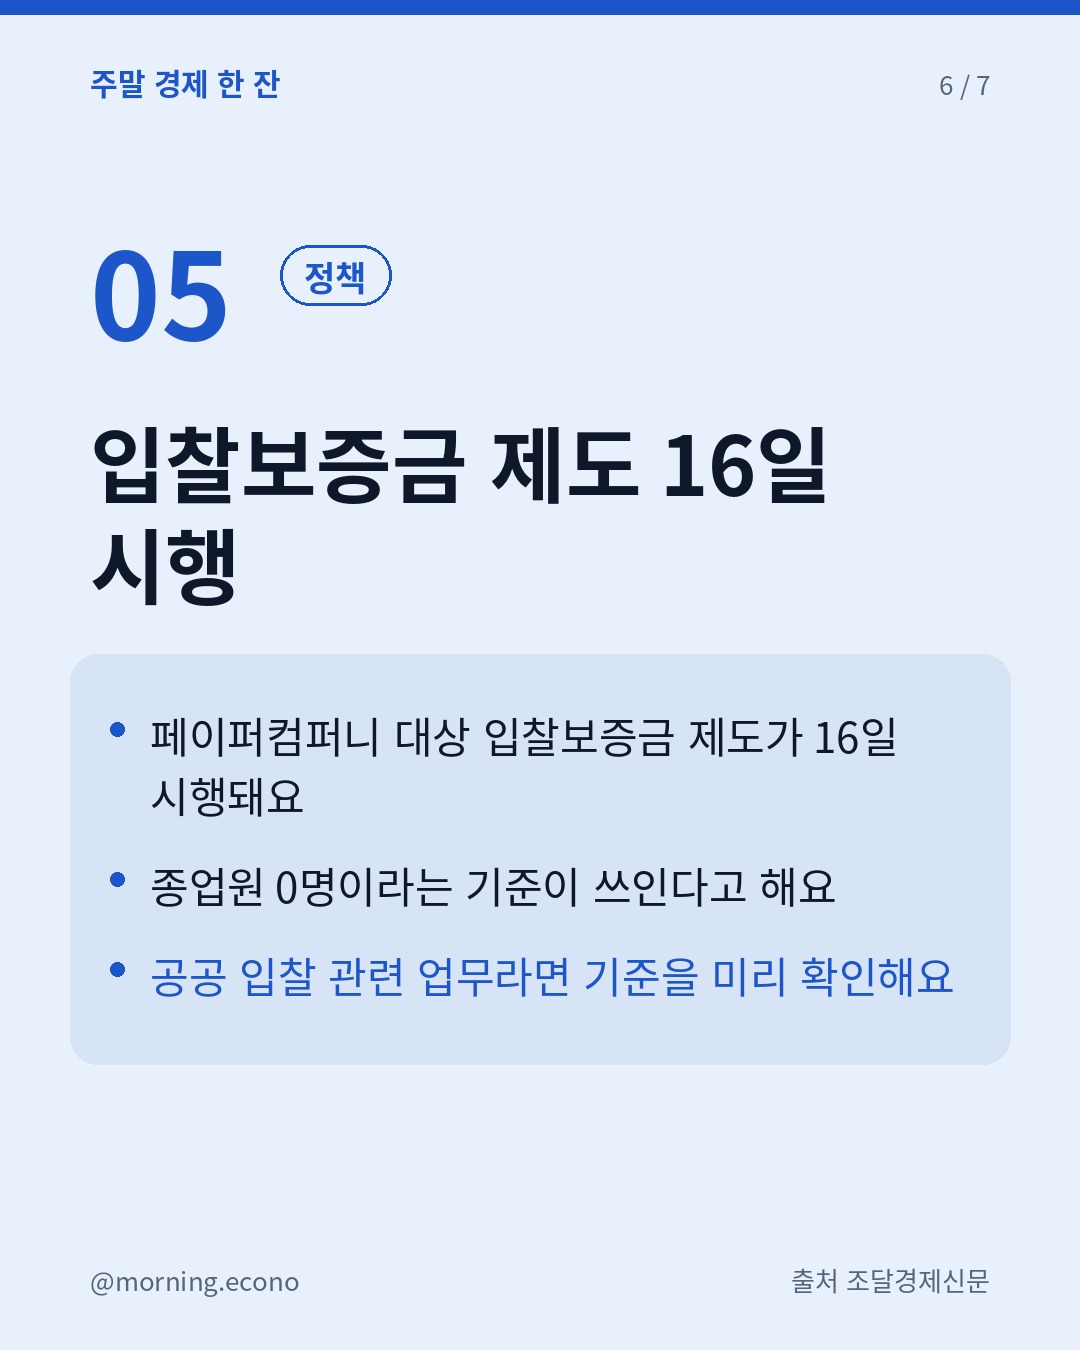 주말 경제 한 잔
6 / 7
05
정책
입찰보증금 제도 16일
시행
페이퍼컴퍼니 대상 입찰보증금 제도가 16일
시행돼요
종업원 0명이라는 기준이 쓰인다고 해요
공공 입찰 관련 업무라면 기준을 미리 확인해요
@morning.econo
출처 조달경제신문